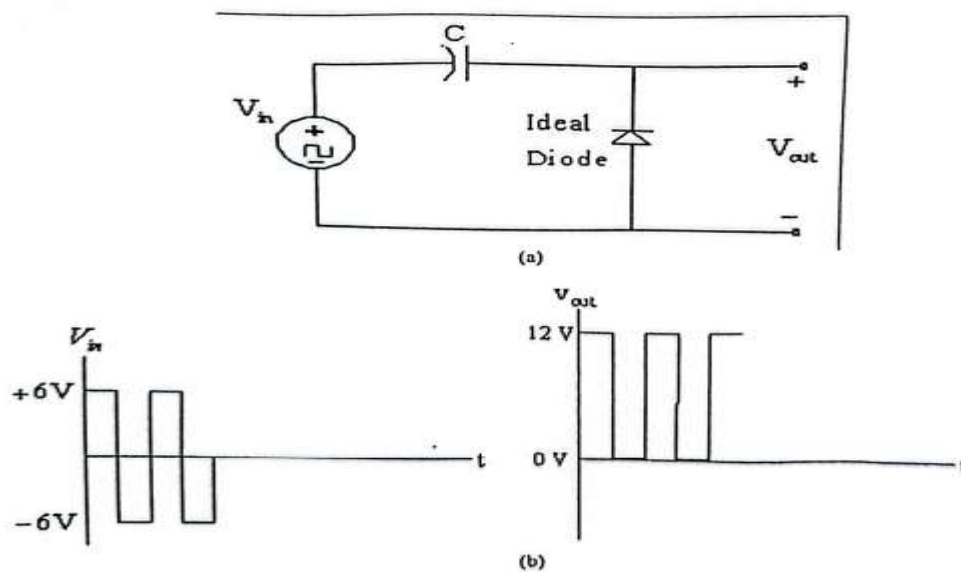 C
V_in
+
−
Ideal
Diode
+
V_out
−
(a)
V_in
+6V
−6V
t
V_out
12 V
0 V
(b)